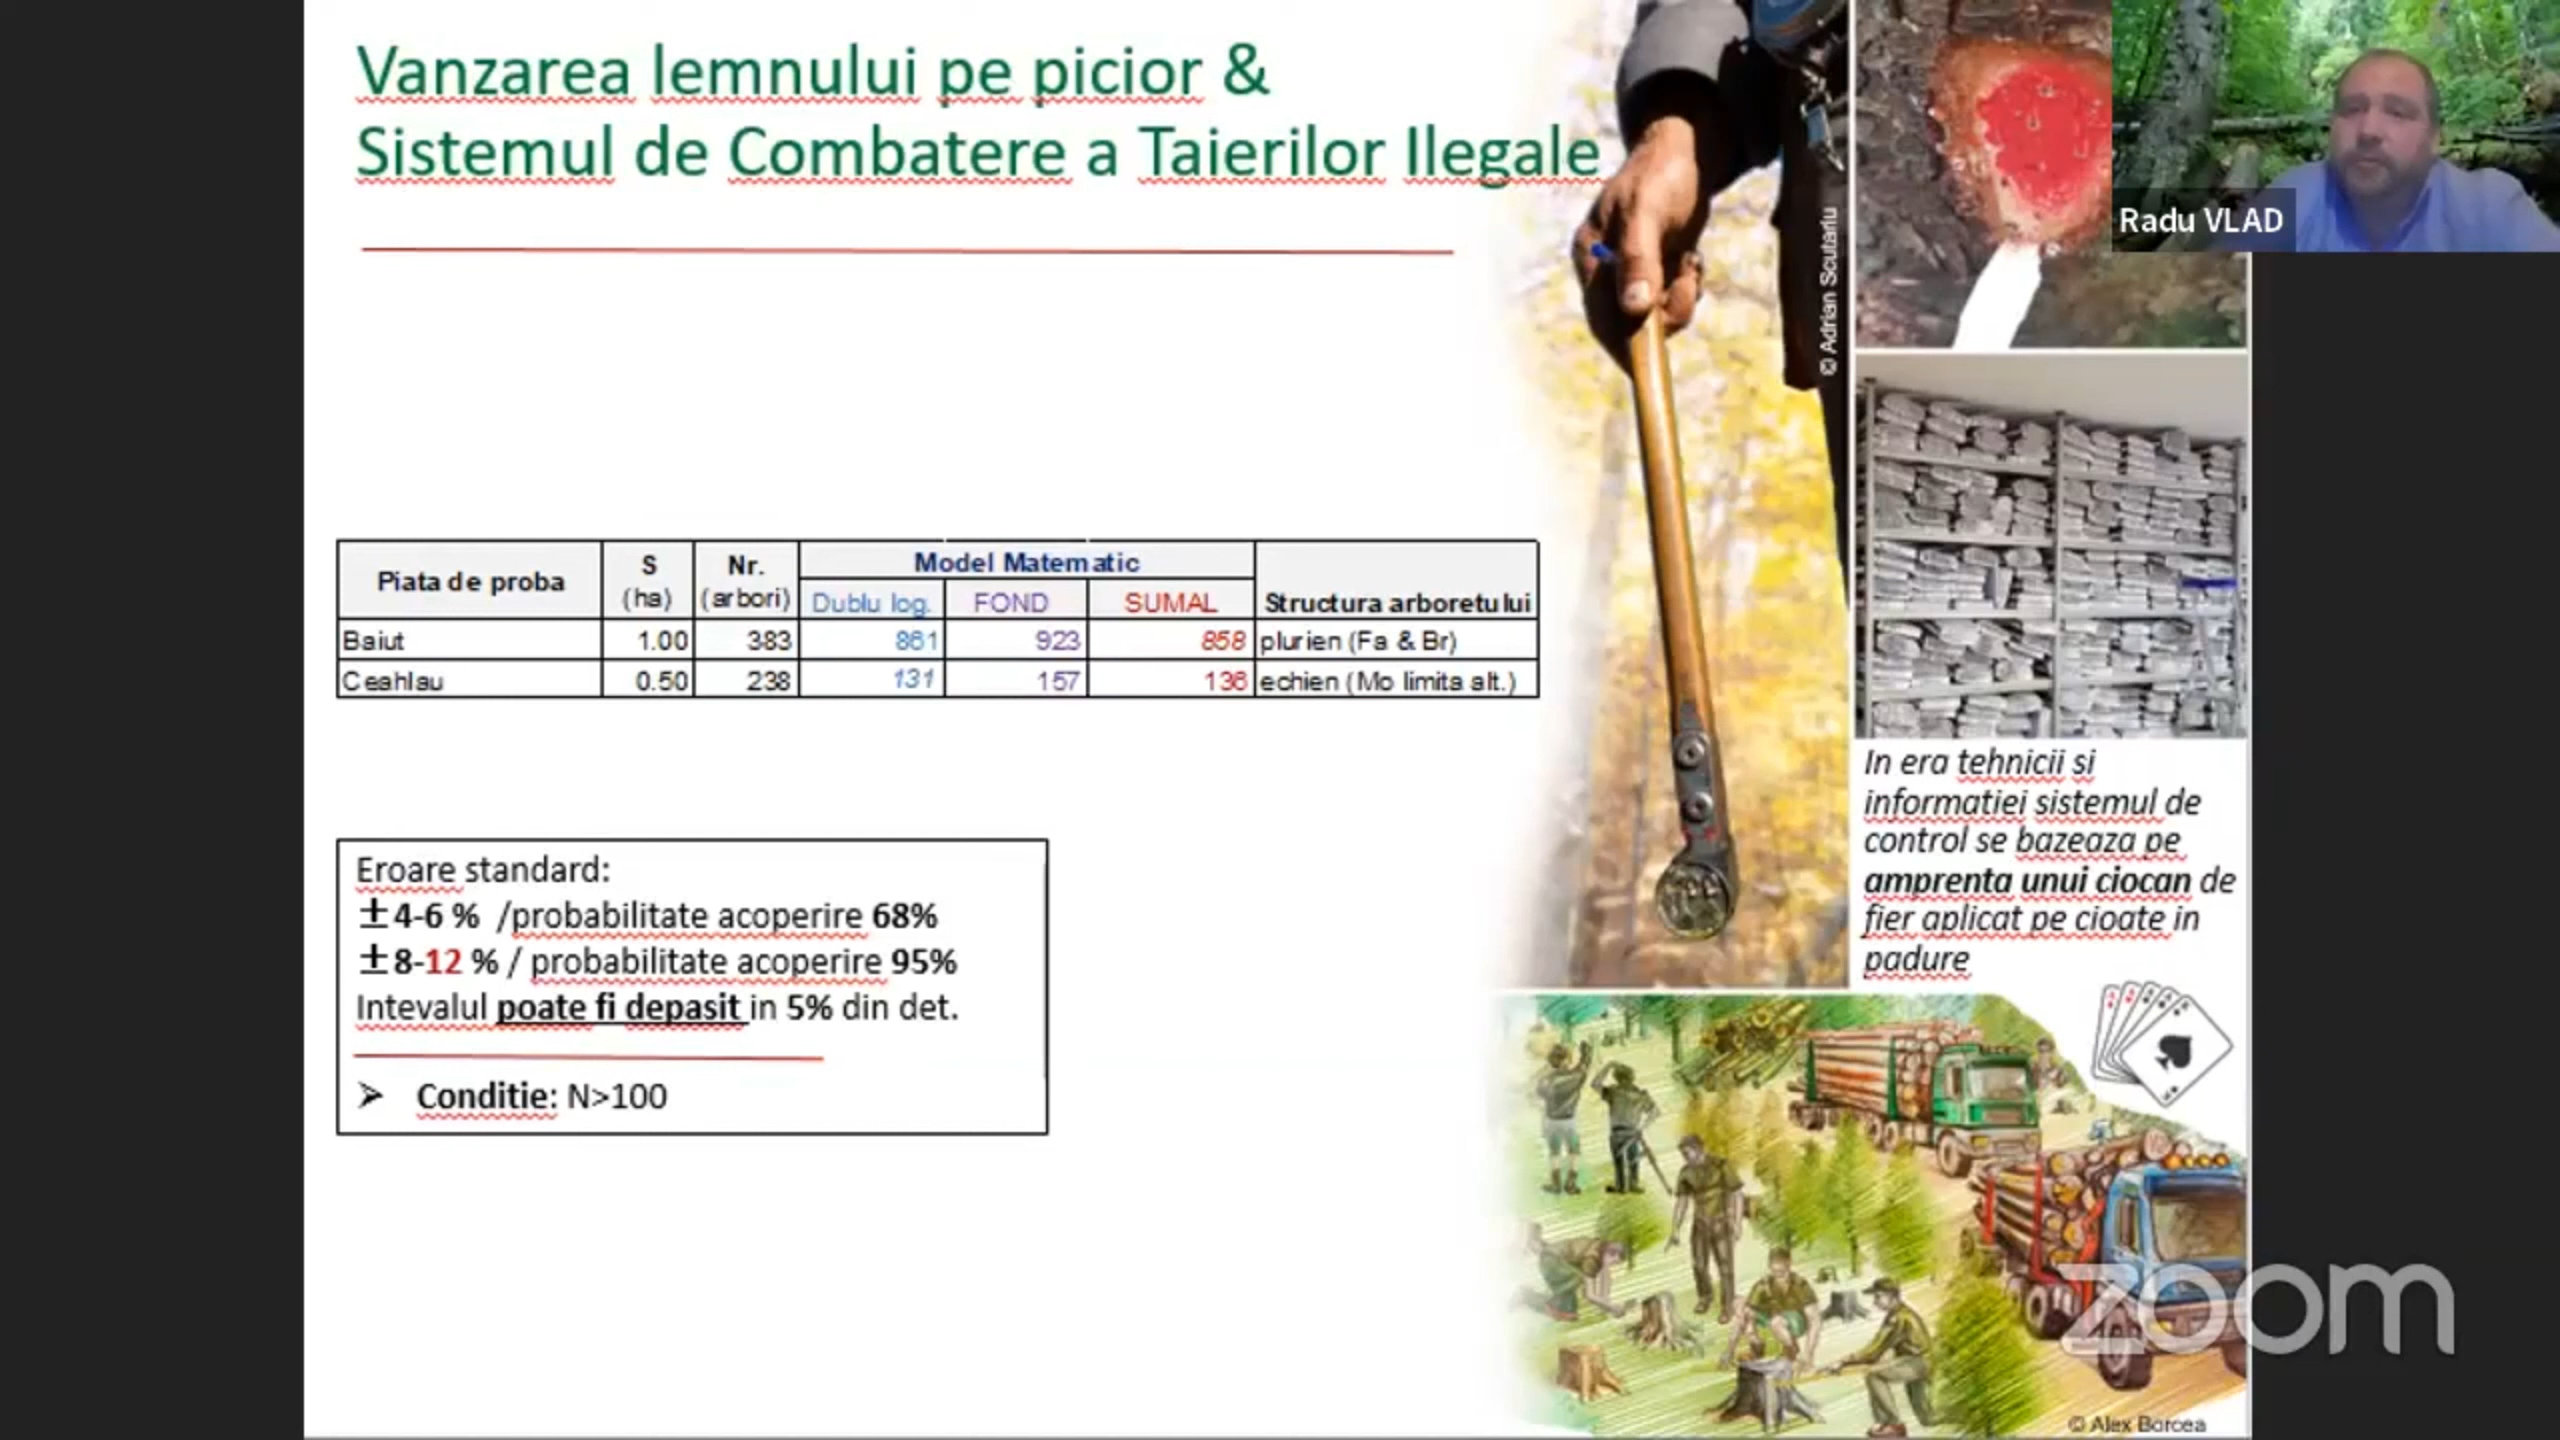 Vanzarea lemnului pe picior &
Sistemul de Combatere a Taierilor Ilegale
Radu VLAD
© Adrian Scutariu
Piata de proba S (ha) Nr. (arbori) Model Matematic Structura arboretului
Dublu log. FOND SUMAL
Baiut 1.00 383 861 923 858 plurien (Fa & Br)
Ceahlau 0.50 238 131 157 136 echien (Mo limita alt.)
In era tehnicii si
informatiei sistemul de
control se bazeaza pe
amprenta unui ciocan de
fier aplicat pe cioate in
padure
Eroare standard:
±4-6 % /probabilitate acoperire 68%
±8-12 % / probabilitate acoperire 95%
Intevalul poate fi depasit in 5% din det.
➢ Conditie: N>100
zoom
© Alex Borcea